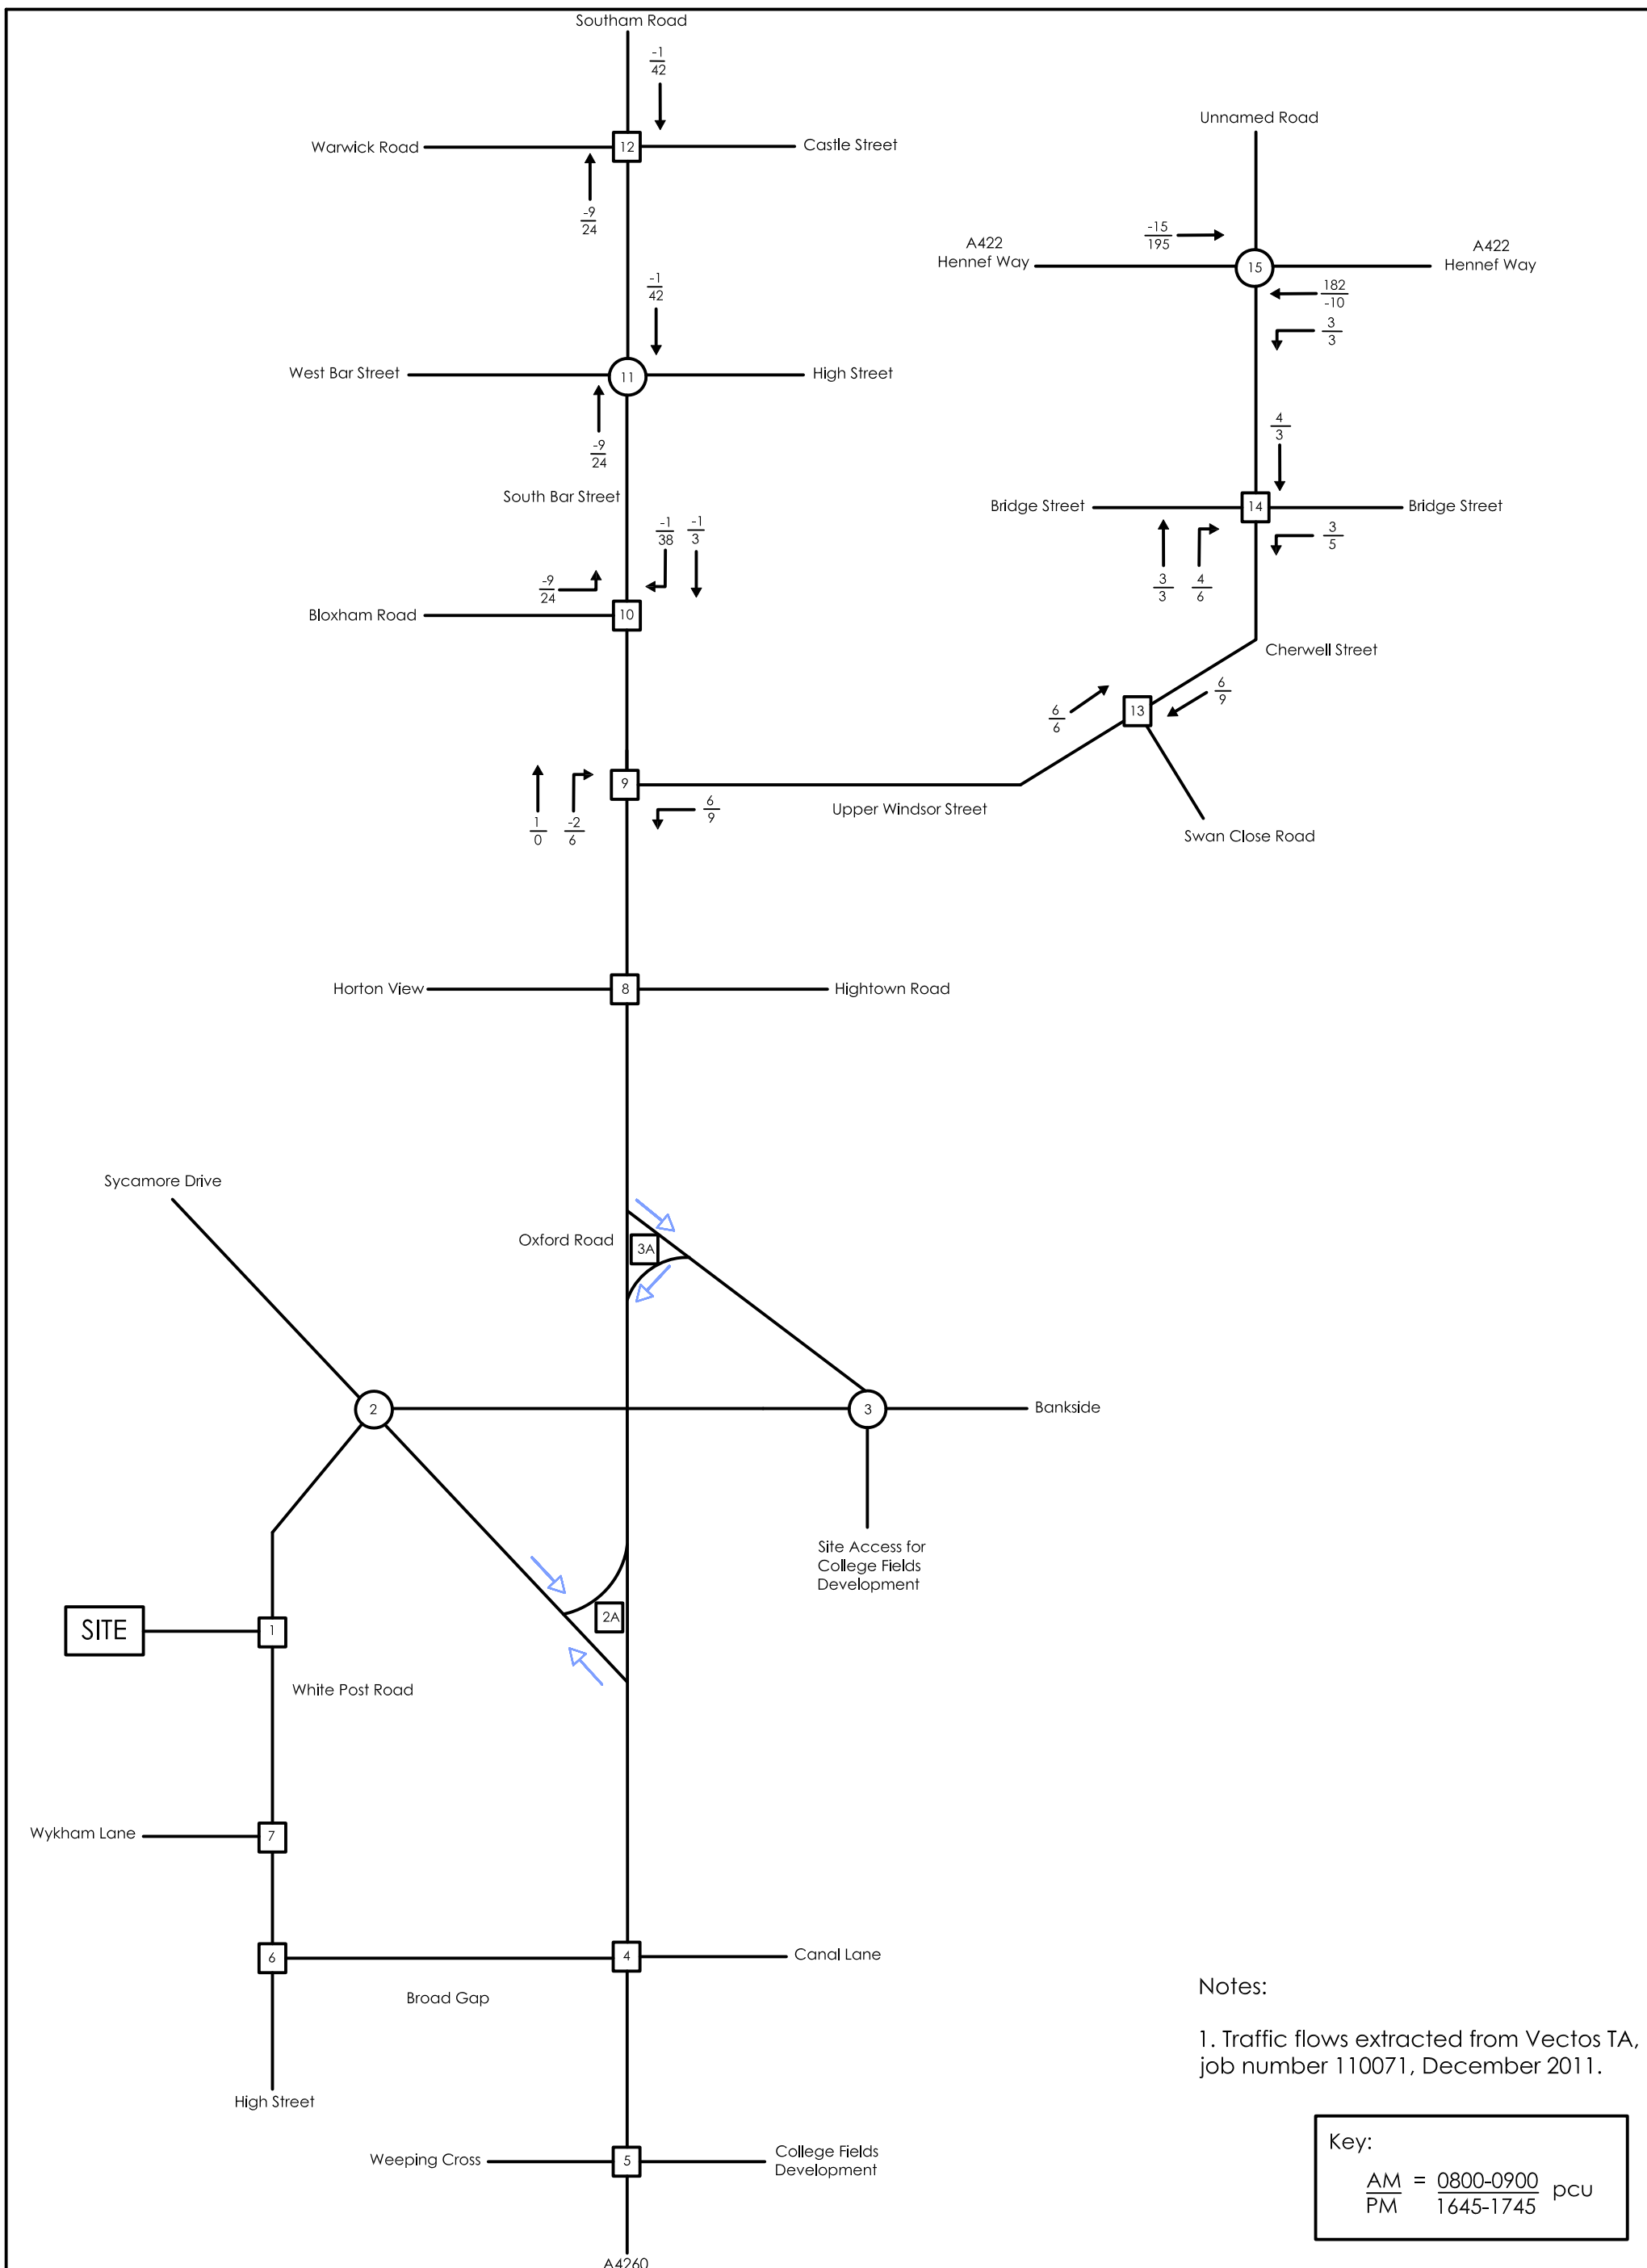 Southam Road
-1
42
Warwick Road
12
Castle Street
-9
24
Unnamed Road
-15
195
A422
Hennef Way
15
A422
Hennef Way
182
-10
3
3
-1
42
West Bar Street
11
High Street
-9
24
South Bar Street
4
3
Bridge Street
14
Bridge Street
3
5
3
3
4
6
-1
38
-1
3
-9
24
Bloxham Road
10
Cherwell Street
6
6
13
6
9
Swan Close Road
9
1
0
-2
6
6
9
Upper Windsor Street
Horton View
8
Hightown Road
Sycamore Drive
Oxford Road
3A
2
3
Bankside
Site Access for
College Fields
Development
2A
SITE
1
White Post Road
Wykham Lane
7
6
4
Canal Lane
Broad Gap
High Street
Weeping Cross
5
College Fields
Development
A4260
Notes:
1. Traffic flows extracted from Vectos TA,
job number 110071, December 2011.
Key:
AM = 0800-0900 pcu
PM 1645-1745